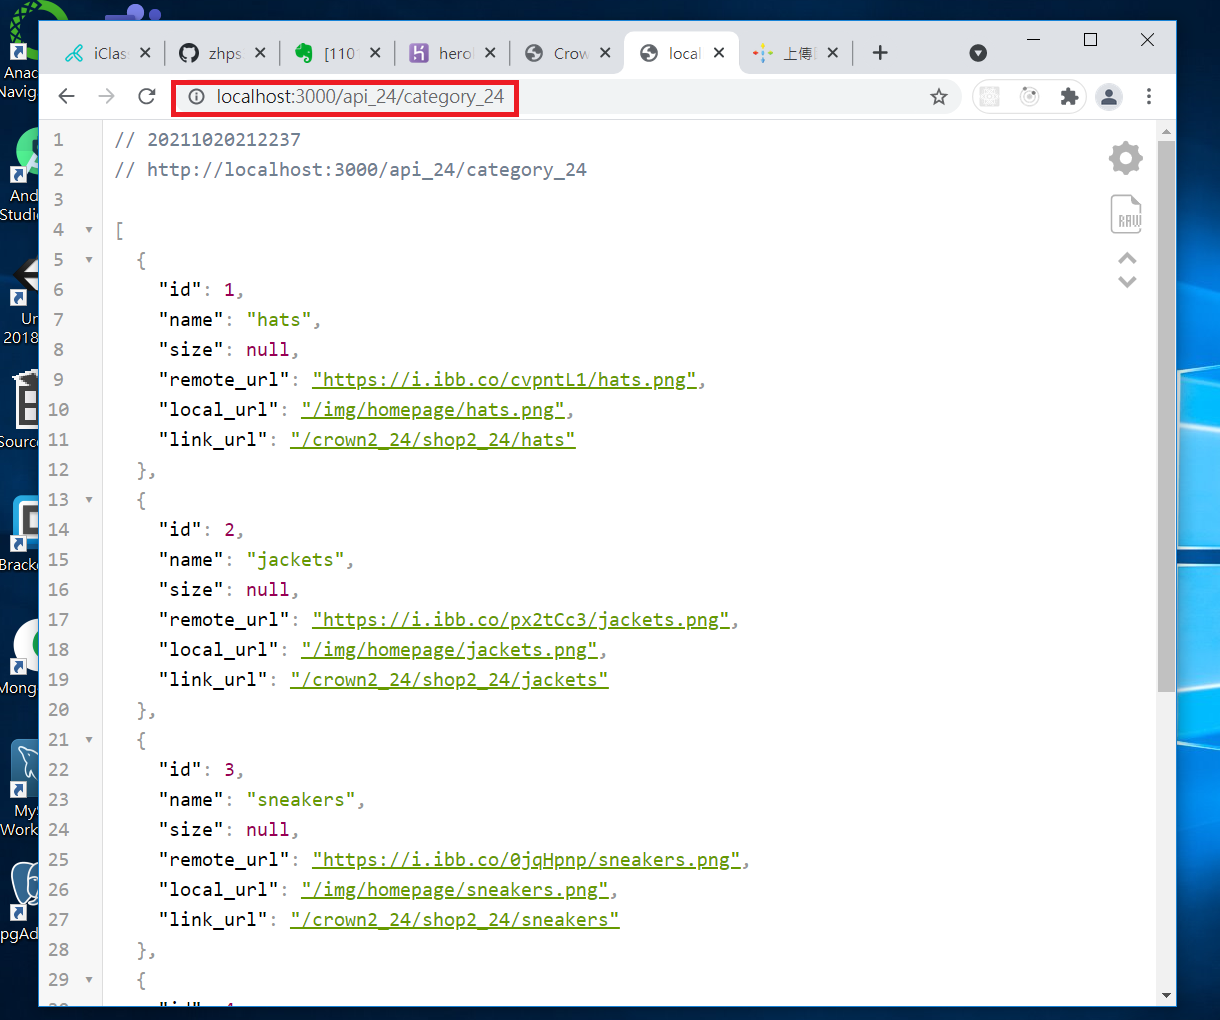 iClas
zhps
[110
herol
Crow
local
上傳
localhost:3000/api_24/category_24
1 // 20211020212237
2 // http://localhost:3000/api_24/category_24
3
4 [
5 {
6 "id": 1,
7 "name": "hats",
8 "size": null,
9 "remote_url": "https://i.ibb.co/cvpntL1/hats.png",
10 "local_url": "/img/homepage/hats.png",
11 "link_url": "/crown2_24/shop2_24/hats"
12 },
13 {
14 "id": 2,
15 "name": "jackets",
16 "size": null,
17 "remote_url": "https://i.ibb.co/px2tCc3/jackets.png",
18 "local_url": "/img/homepage/jackets.png",
19 "link_url": "/crown2_24/shop2_24/jackets"
20 },
21 {
22 "id": 3,
23 "name": "sneakers",
24 "size": null,
25 "remote_url": "https://i.ibb.co/0jqHpnp/sneakers.png",
26 "local_url": "/img/homepage/sneakers.png",
27 "link_url": "/crown2_24/shop2_24/sneakers"
28 },
29 {
RAW
Anac
Naviga
And
Studi
Un
2018
Source
Bracke
Mong
My
Work
pgAd